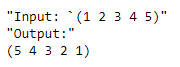 "Input: `(1 2 3 4 5)"
"Output:"
(5 4 3 2 1)